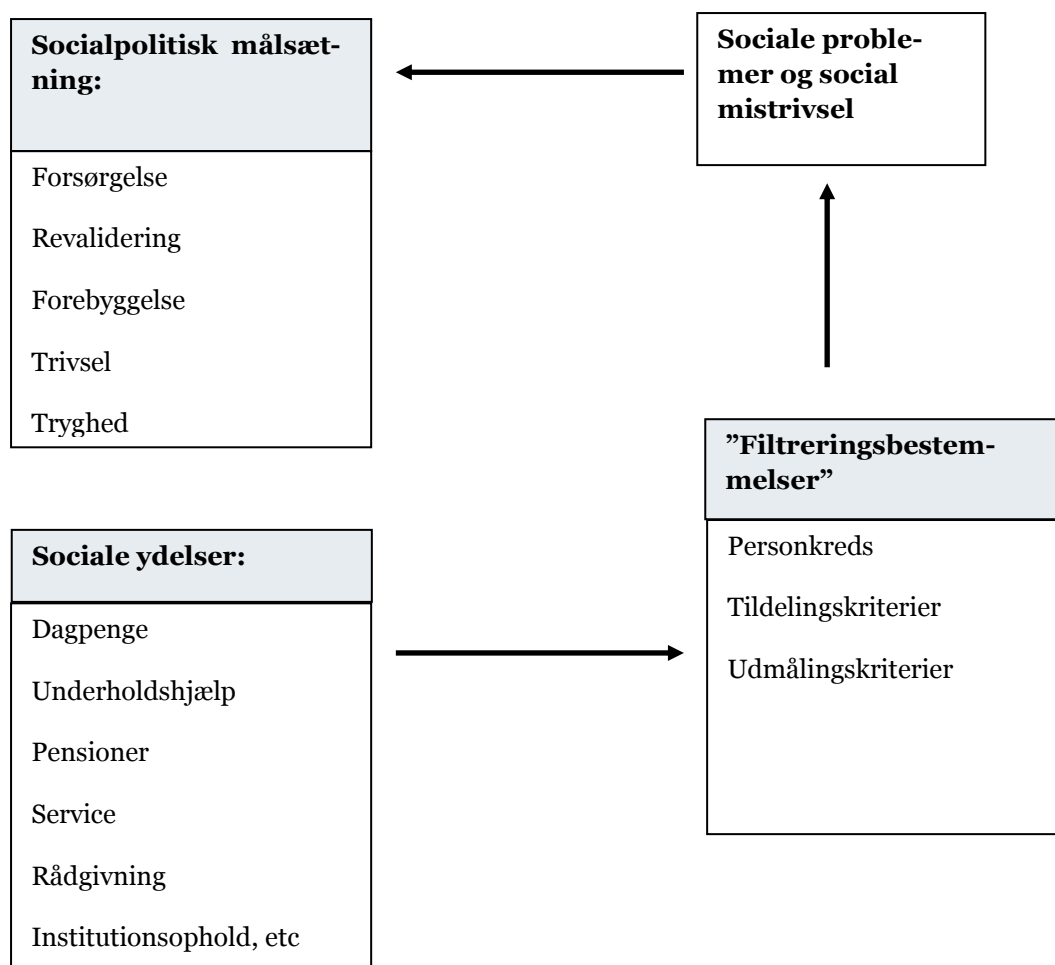 Socialpolitisk målsæt-
ning:
Forsørgelse
Revalidering
Forebyggelse
Trivsel
Tryghed
Sociale proble-
mer og social
mistrivsel
Sociale ydelser:
Dagpenge
Underholdshjælp
Pensioner
Service
Rådgivning
Institutionsophold, etc
”Filtreringsbestem-
melser”
Personkreds
Tildelingskriterier
Udmålingskriterier